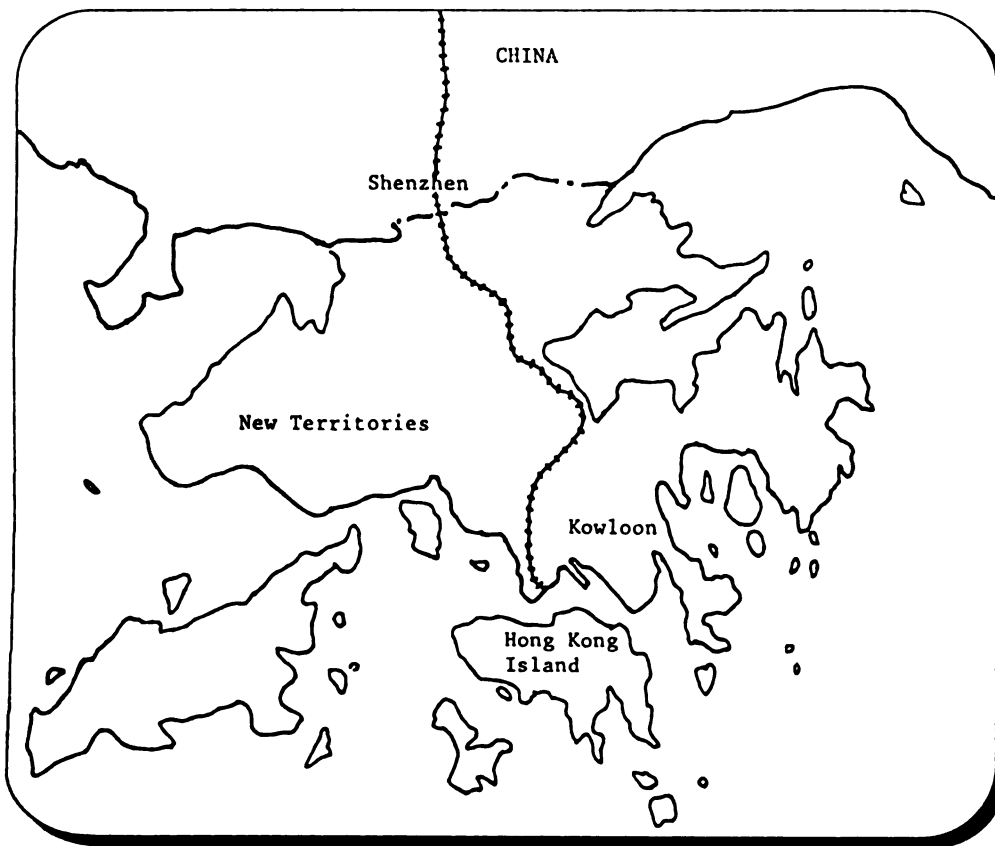 CHINA
Shenzhen
New Territories
Kowloon
Hong Kong
Island